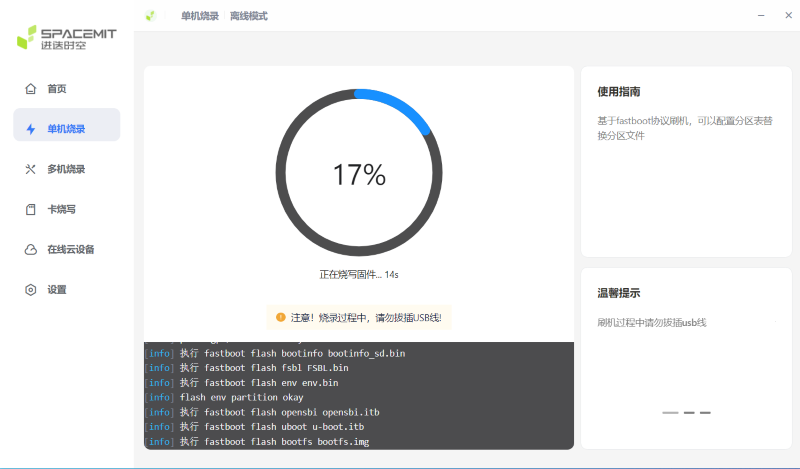 SPACEMIT
进迭时空
单机烧录 离线模式
首页
单机烧录
多机烧录
卡烧写
在线云设备
设置
17%
正在烧写固件... 14s
注意！烧录过程中，请勿拔插USB线!
[info] 执行 fastboot flash bootinfo bootinfo_sd.bin
[info] 执行 fastboot flash fsbl FSBL.bin
[info] 执行 fastboot flash env env.bin
[info] flash env partition okay
[info] 执行 fastboot flash opensbi opensbi.itb
[info] 执行 fastboot flash uboot u-boot.itb
[info] 执行 fastboot flash bootfs bootfs.img
使用指南
基于fastboot协议刷机，可以配置分区表替
换分区文件
温馨提示
刷机过程中请勿拔插usb线